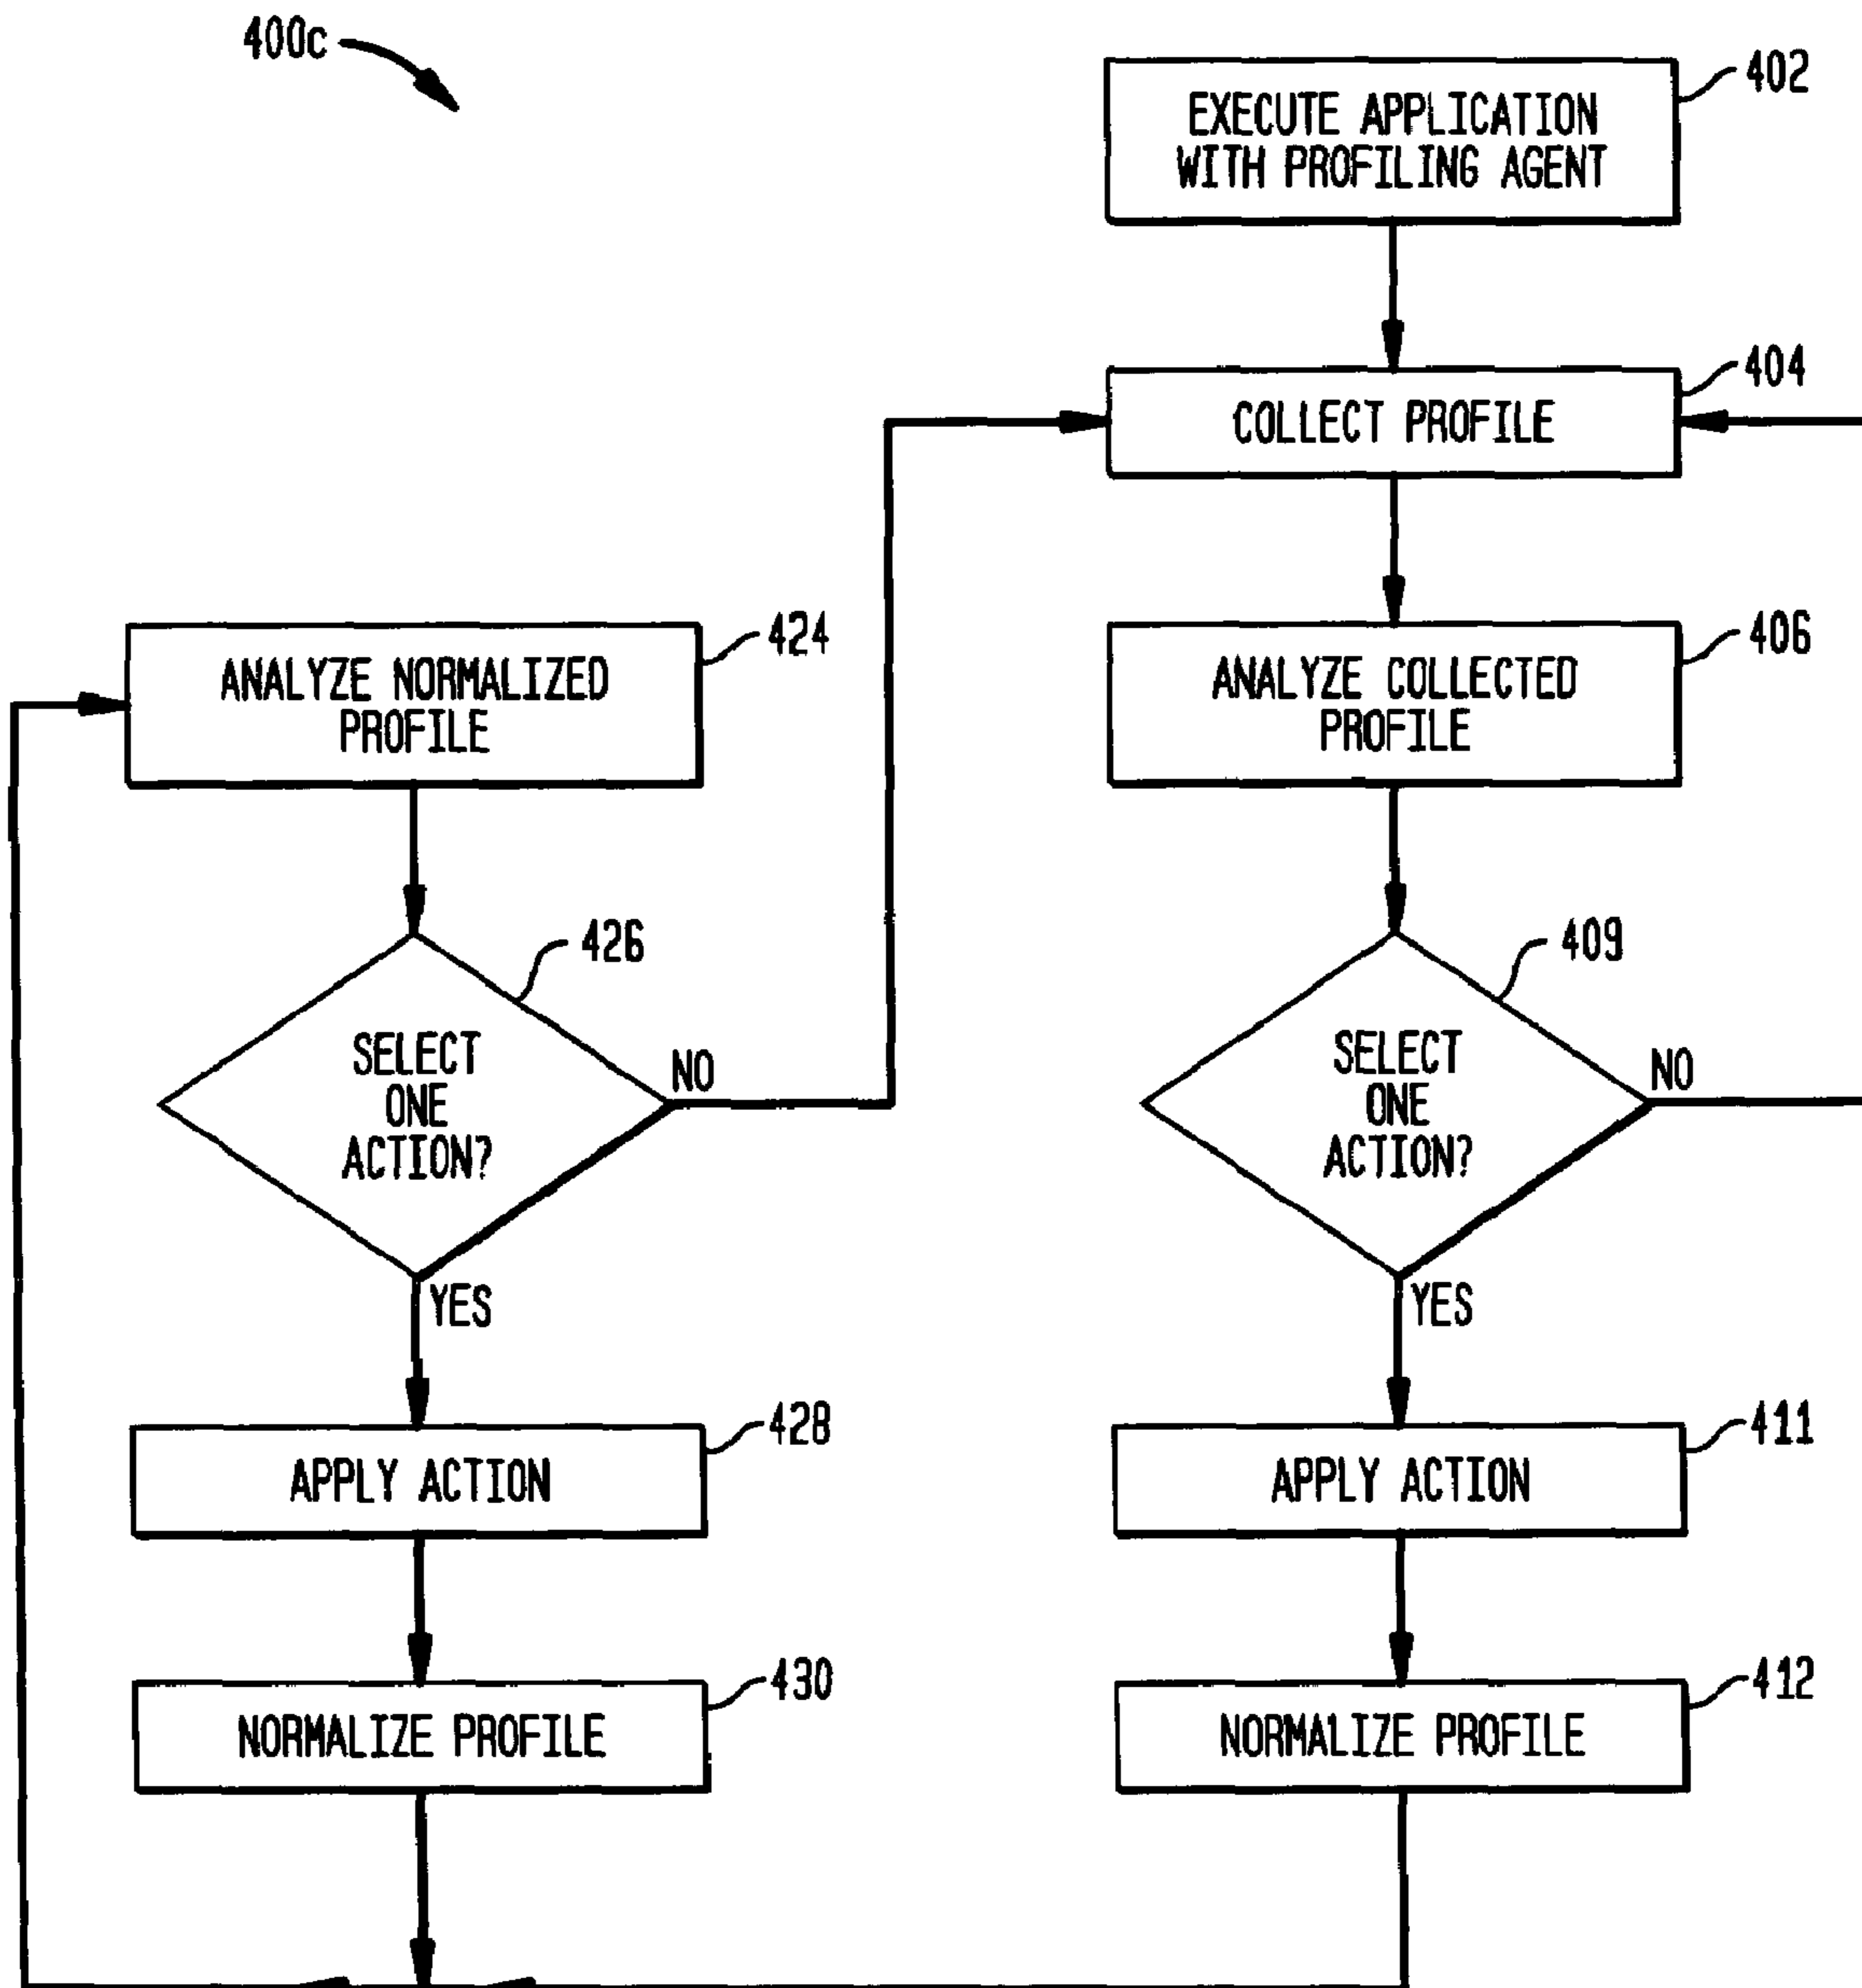 400c
402
EXECUTE APPLICATION
WITH PROFILING AGENT
404
COLLECT PROFILE
424
ANALYZE NORMALIZED
PROFILE
406
ANALYZE COLLECTED
PROFILE
426
SELECT
ONE
ACTION?
NO
YES
409
SELECT
ONE
ACTION?
NO
YES
428
APPLY ACTION
411
APPLY ACTION
430
NORMALIZE PROFILE
412
NORMALIZE PROFILE